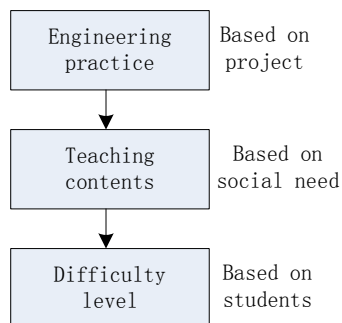 Engineering
practice
Based on
project
Teaching
contents
Based on
social need
Difficulty
level
Based on
students